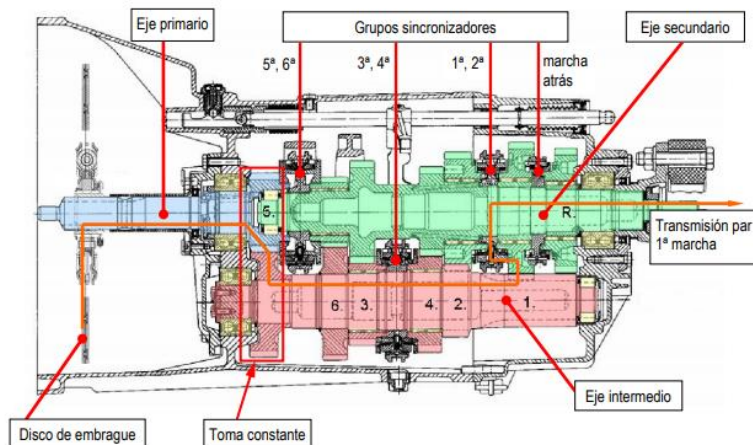 Eje primario
Grupos sincronizadores
Eje secundario
5ª, 6ª
3ª, 4ª
1ª, 2ª
marcha
atrás
5.
R.
Transmisión par
1ª marcha
6.
3.
4.
2.
1.
Eje intermedio
Disco de embrague
Toma constante